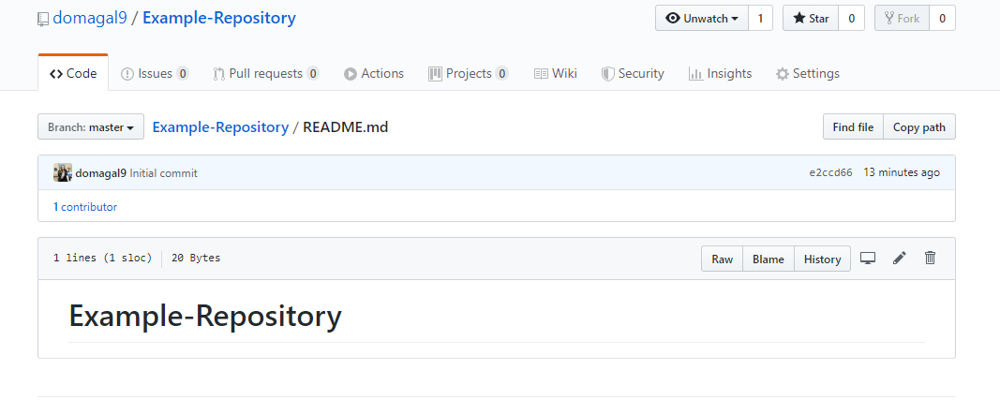 domagal9 / Example-Repository
Unwatch 1 Star 0 Fork 0
Code Issues 0 Pull requests 0 Actions Projects 0 Wiki Security Insights Settings
Branch: master Example-Repository / README.md Find file Copy path
domagal9 Initial commit e2ccd66 13 minutes ago
1 contributor
1 lines (1 sloc) 20 Bytes Raw Blame History
Example-Repository